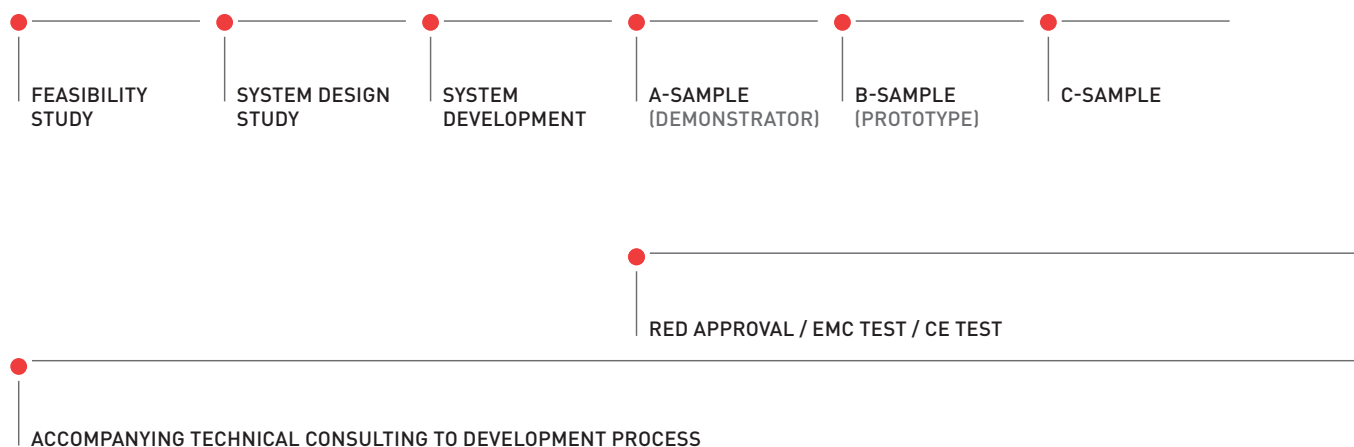 FEASIBILITY
STUDY
SYSTEM DESIGN
STUDY
SYSTEM
DEVELOPMENT
A-SAMPLE
(DEMONSTRATOR)
B-SAMPLE
(PROTOTYPE)
C-SAMPLE
RED APPROVAL / EMC TEST / CE TEST
ACCOMPANYING TECHNICAL CONSULTING TO DEVELOPMENT PROCESS